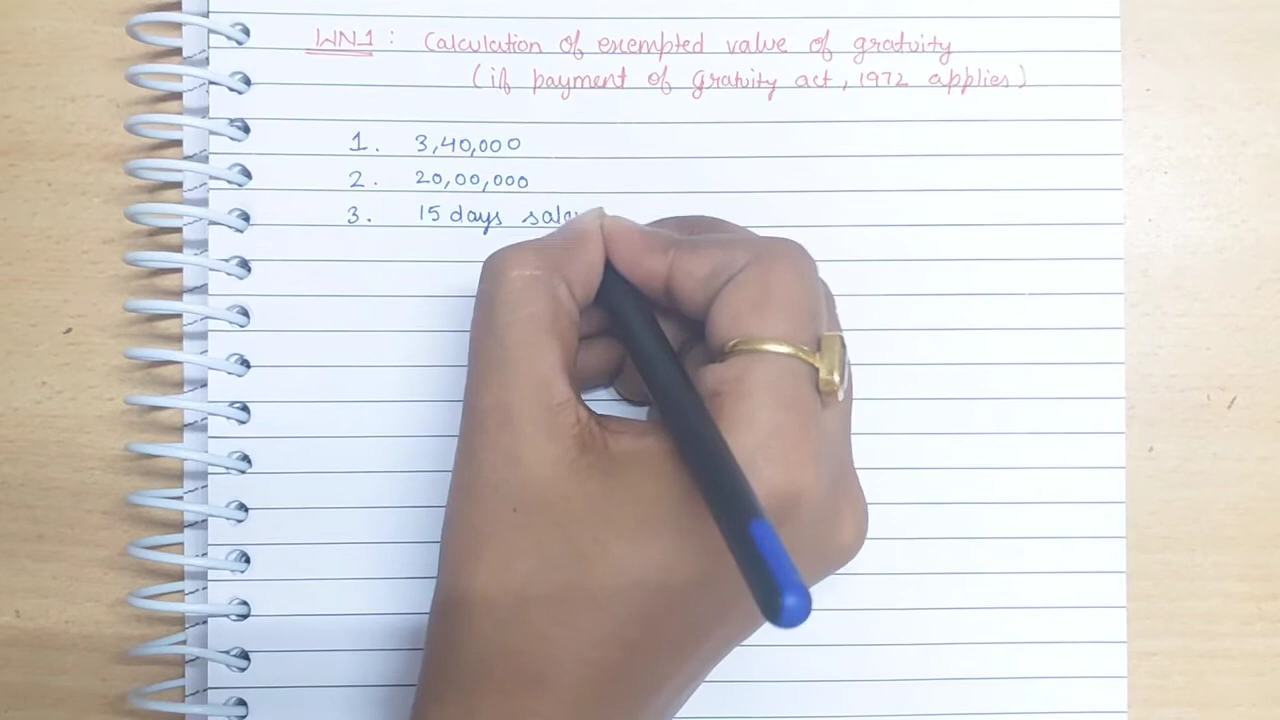 WN1 : Calculation of exempted value of gratuity
(if payment of gratuity act, 1972 applies)
1. 3,40,000
2. 20,00,000
3. 15 days